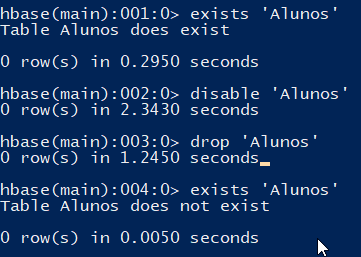 hbase(main):001:0> exists 'Alunos'
Table Alunos does exist
0 row(s) in 0.2950 seconds
hbase(main):002:0> disable 'Alunos'
0 row(s) in 2.3430 seconds
hbase(main):003:0> drop 'Alunos'
0 row(s) in 1.2450 seconds
hbase(main):004:0> exists 'Alunos'
Table Alunos does not exist
0 row(s) in 0.0050 seconds